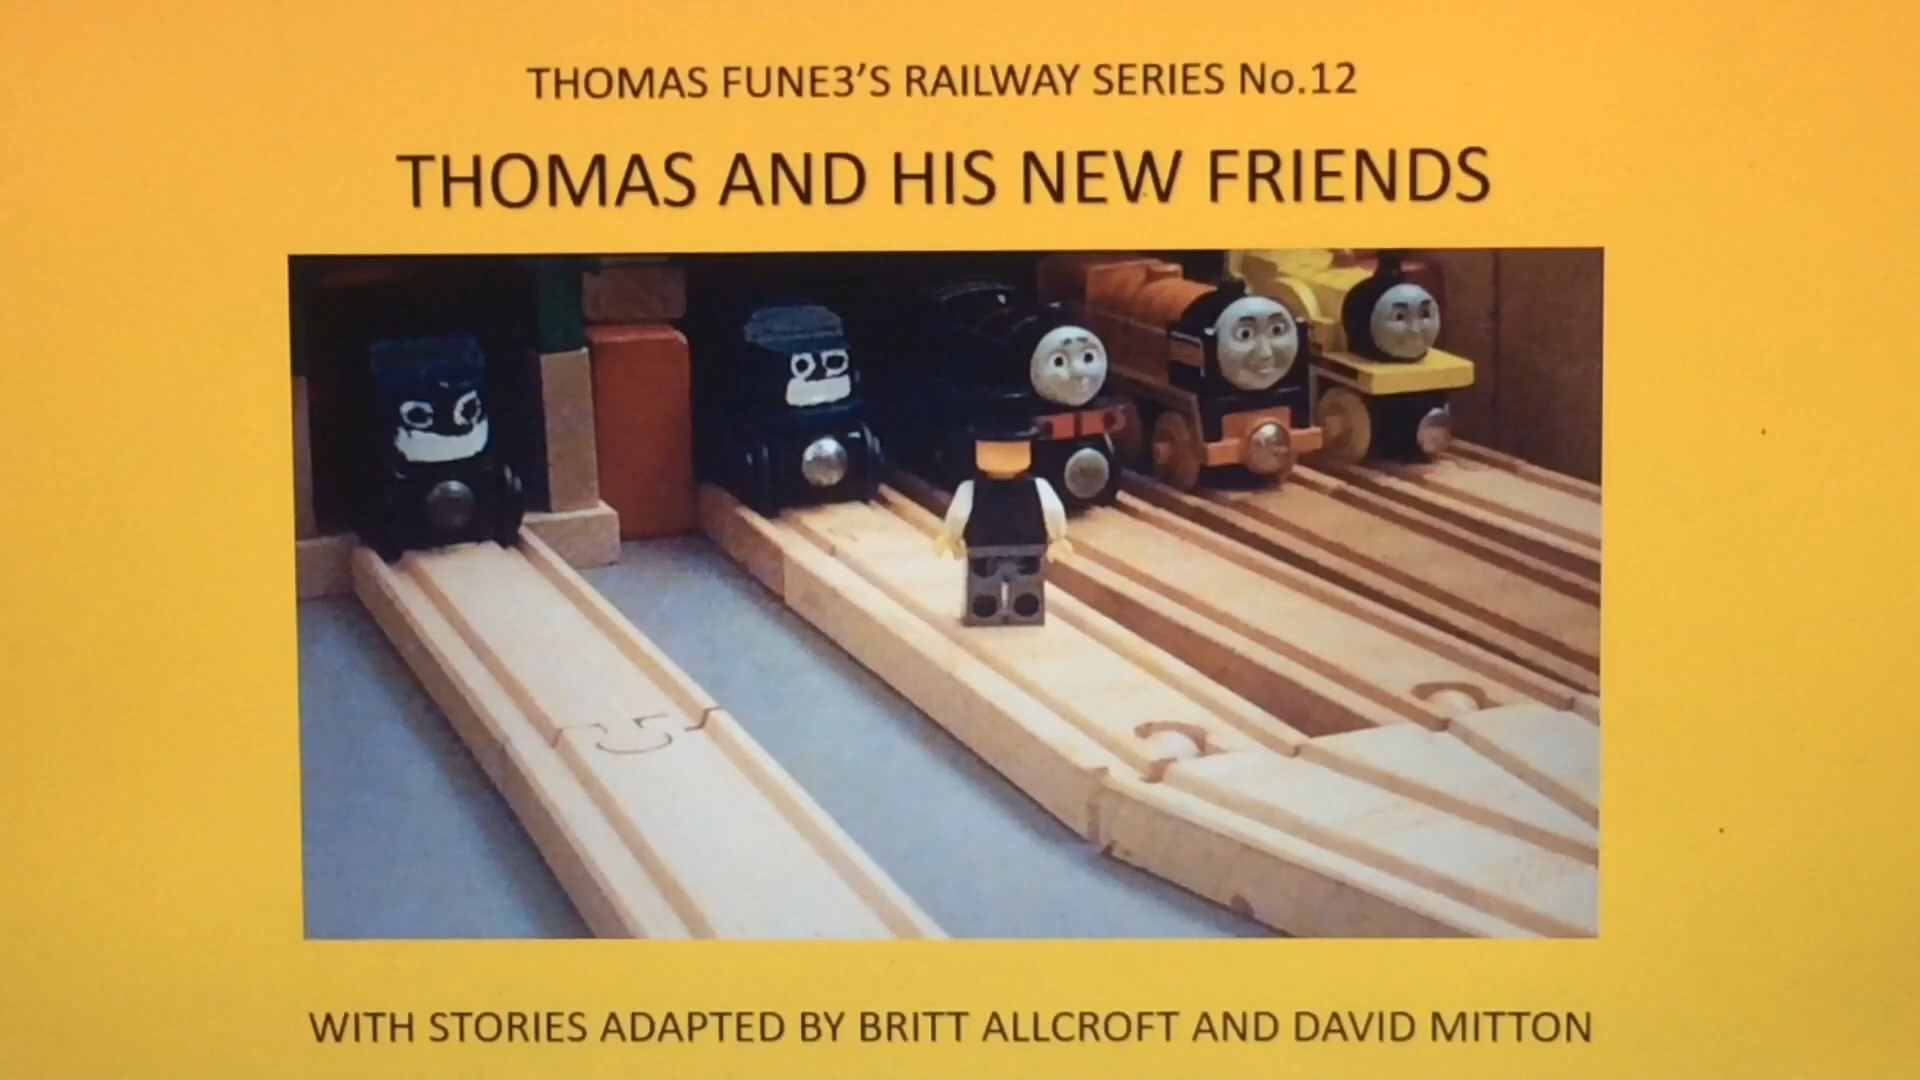 THOMAS FUNE3'S RAILWAY SERIES No.12
THOMAS AND HIS NEW FRIENDS
WITH STORIES ADAPTED BY BRITT ALLCROFT AND DAVID MITTON